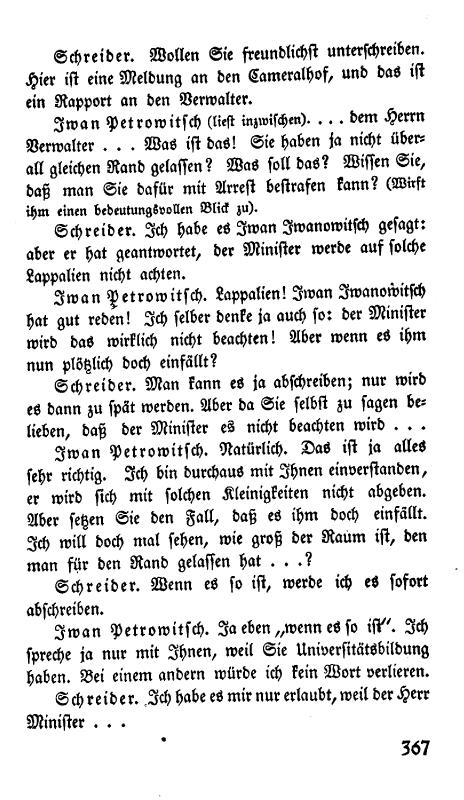 Schreider. Wollen Sie freundlichst unterschreiben.
Hier ist eine Meldung an den Cameralhof, und das ist
ein Rapport an den Verwalter.
Iwan Petrowitsch (liest inzwischen). . . . dem Herrn
Verwalter . . . Was ist das! Sie haben ja nicht über-
all gleichen Rand gelassen? Was soll das? Wissen Sie,
daß man Sie dafür mit Arrest bestrafen kann? (Wirft
ihm einen bedeutungsvollen Blick zu).
Schreider. Ich habe es Iwan Iwanowitsch gesagt:
aber er hat geantwortet, der Minister werde auf solche
Lappalien nicht achten.
Iwan Petrowitsch. Lappalien! Iwan Iwanowitsch
hat gut reden! Ich selber denke ja auch so: der Minister
wird das wirklich nicht beachten! Aber wenn es ihm
nun plötzlich doch einfällt?
Schreider. Man kann es ja abschreiben; nur wird
es dann zu spät werden. Aber da Sie selbst zu sagen be-
lieben, daß der Minister es nicht beachten wird . . .
Iwan Petrowitsch. Natürlich. Das ist ja alles
sehr richtig. Ich bin durchaus mit Ihnen einverstanden,
er wird sich mit solchen Kleinigkeiten nicht abgeben.
Aber setzen Sie den Fall, daß es ihm doch einfällt.
Ich will doch mal sehen, wie groß der Raum ist, den
man für den Rand gelassen hat . . .?
Schreider. Wenn es so ist, werde ich es sofort
abschreiben.
Iwan Petrowitsch. Ja eben „wenn es so ist“. Ich
spreche ja nur mit Ihnen, weil Sie Universitätsbildung
haben. Bei einem andern würde ich kein Wort verlieren.
Schreider. Ich habe es mir nur erlaubt, weil der Herr
Minister . . .
367